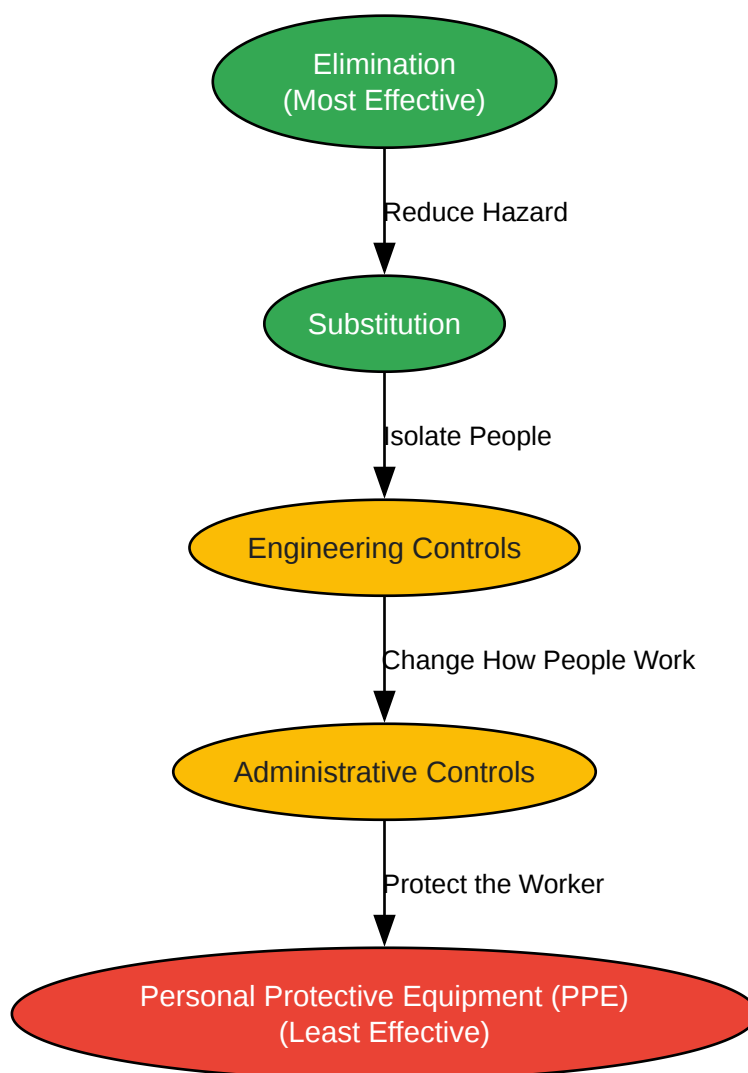 Elimination
(Most Effective)
Reduce Hazard
Substitution
Isolate People
Engineering Controls
Change How People Work
Administrative Controls
Protect the Worker
Personal Protective Equipment (PPE)
(Least Effective)